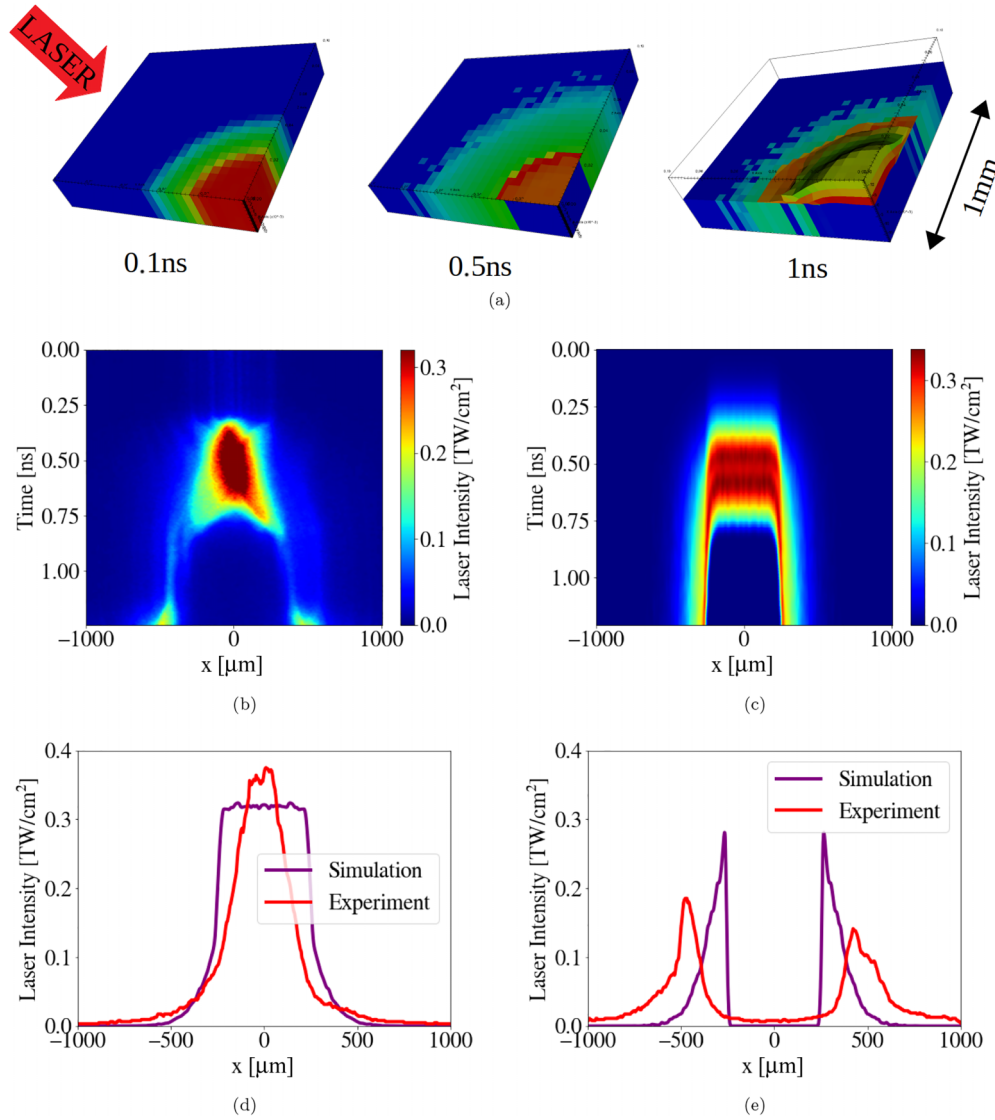 LASER
0.1ns
0.5ns
1ns
1mm
(a)
0.00
0.25
0.50
0.75
1.00
Time [ns]
−1000
0
1000
x [μm]
0.3
0.2
0.1
0.0
Laser Intensity [TW/cm²]
(b)
0.00
0.25
0.50
0.75
1.00
Time [ns]
−1000
0
1000
x [μm]
0.3
0.2
0.1
0.0
Laser Intensity [TW/cm²]
(c)
0.4
0.3
0.2
0.1
0.0
Laser Intensity [TW/cm²]
Simulation
Experiment
−1000
−500
0
500
1000
x [μm]
(d)
0.4
0.3
0.2
0.1
0.0
Laser Intensity [TW/cm²]
Simulation
Experiment
−1000
−500
0
500
1000
x [μm]
(e)